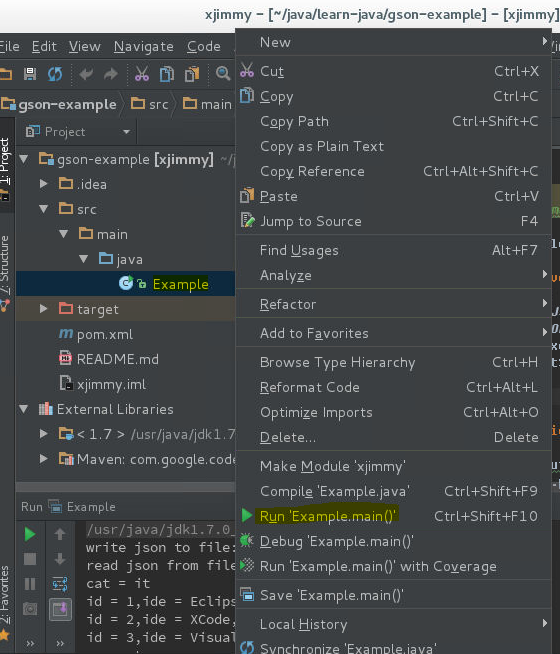 xjimmy – [~/java/learn-java/gson-example] – [xjimmy]
File Edit View Navigate Code
gson-example src main
Project
gson-example [xjimmy]
.idea
src
main
java
Example
target
pom.xml
README.md
xjimmy.iml
External Libraries
< 1.7 > /usr/java/jdk1.7
Maven: com.google.code
1: Project
7: Structure
2: Favorites
New
Cut Ctrl+X
Copy Ctrl+C
Copy Path Ctrl+Shift+C
Copy as Plain Text
Copy Reference Ctrl+Alt+Shift+C
Paste Ctrl+V
Jump to Source F4
Find Usages Alt+F7
Analyze
Refactor
Add to Favorites
Browse Type Hierarchy Ctrl+H
Reformat Code Ctrl+Alt+L
Optimize Imports Ctrl+Alt+O
Delete... Delete
Make Module 'xjimmy'
Compile 'Example.java' Ctrl+Shift+F9
Run 'Example.main()' Ctrl+Shift+F10
Debug 'Example.main()'
Run 'Example.main()' with Coverage
Save 'Example.main()'
Local History
Synchronize 'Example.java'
Run Example
/usr/java/jdk1.7.0_
write json to file:
read json from file
cat = it
id = 1,ide = Eclips
id = 2,ide = XCode,
id = 3,ide = Visual